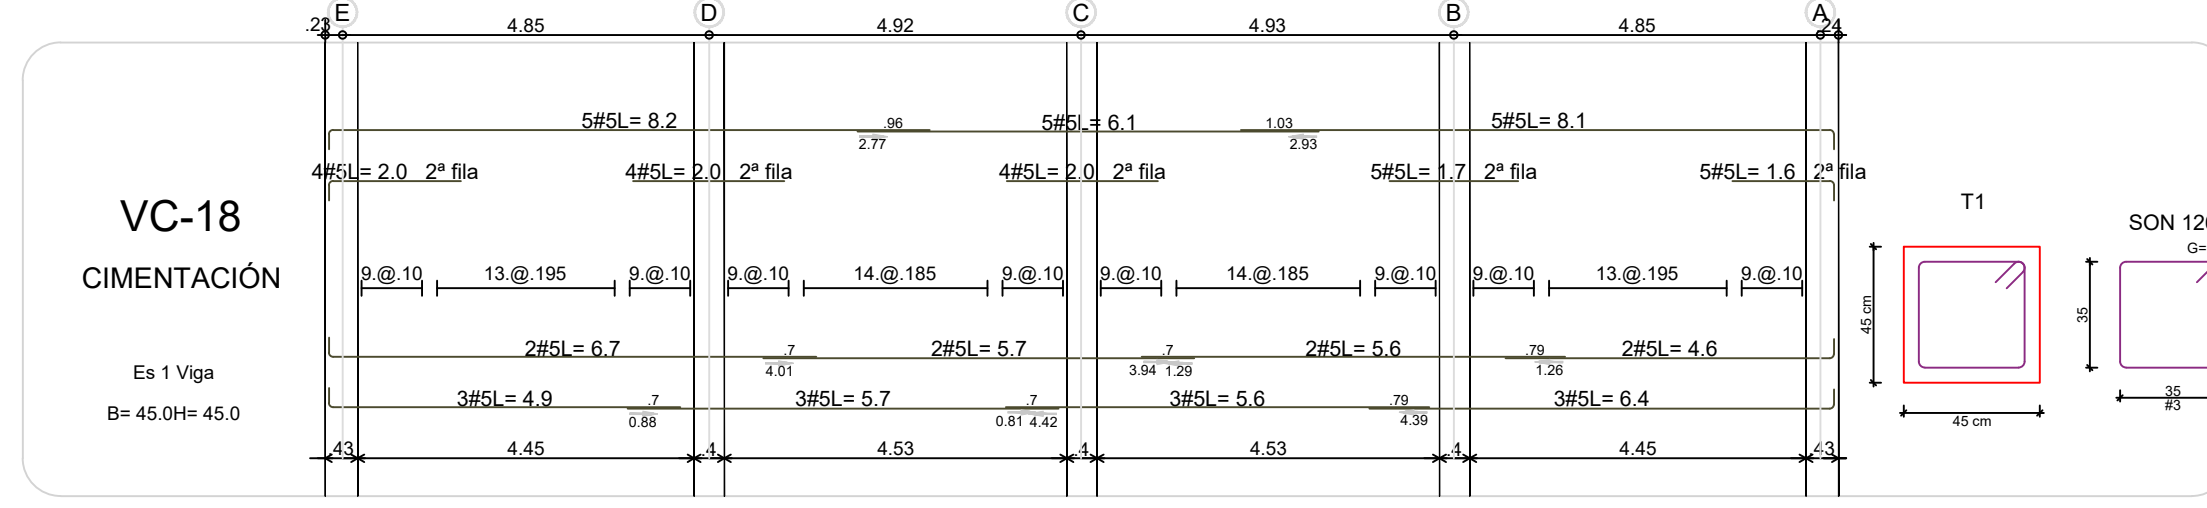 E D C B A
.23 4.85 4.92 4.93 4.85 .24
5#5L= 8.2 .96 5#5L= 6.1 1.03 5#5L= 8.1
2.77 2.93
4#5L= 2.0 2ª fila 4#5L= 2.0 2ª fila 4#5L= 2.0 2ª fila 5#5L= 1.7 2ª fila 5#5L= 1.6 2ª fila
VC-18
CIMENTACIÓN
Es 1 Viga
B= 45.0H= 45.0
9.@.10 13.@.195 9.@.10 9.@.10 14.@.185 9.@.10 9.@.10 14.@.185 9.@.10 9.@.10 13.@.195 9.@.10
2#5L= 6.7 .7 2#5L= 5.7 .7 2#5L= 5.6 .79 2#5L= 4.6
4.01 3.94 1.29 1.26
3#5L= 4.9 .7 3#5L= 5.7 .7 3#5L= 5.6 .79 3#5L= 6.4
0.88 0.81 4.42 4.39
.43 4.45 .4 4.53 .4 4.53 .4 4.45 .43
T1
45 cm
45 cm
SON 12
G=
35
35
#3